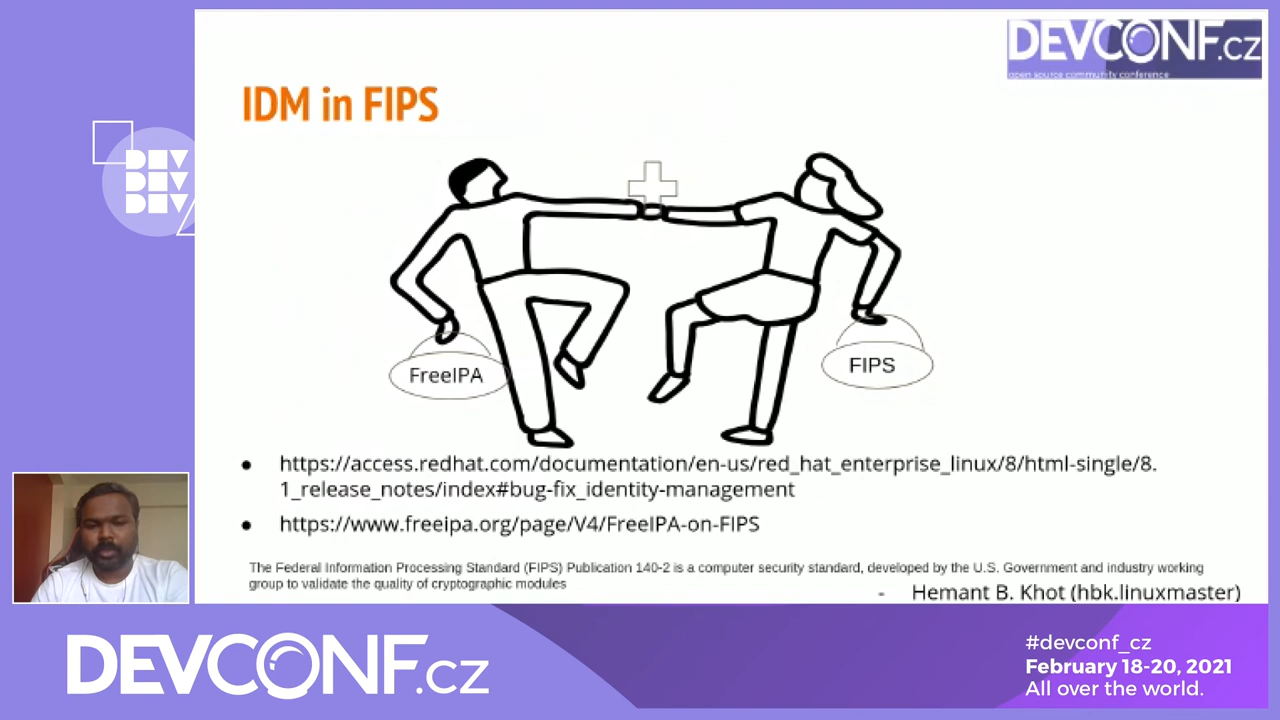 DEVCONF.cz
open source community conference
IDM in FIPS
DEV
DEV
DEV
FreeIPA
FIPS
● https://access.redhat.com/documentation/en-us/red_hat_enterprise_linux/8/html-single/8.
1_release_notes/index#bug-fix_identity-management
● https://www.freeipa.org/page/V4/FreeIPA-on-FIPS
The Federal Information Processing Standard (FIPS) Publication 140-2 is a computer security standard, developed by the U.S. Government and industry working
group to validate the quality of cryptographic modules
- Hemant B. Khot (hbk.linuxmaster)
DEVCONF.cz
#devconf_cz
February 18-20, 2021
All over the world.